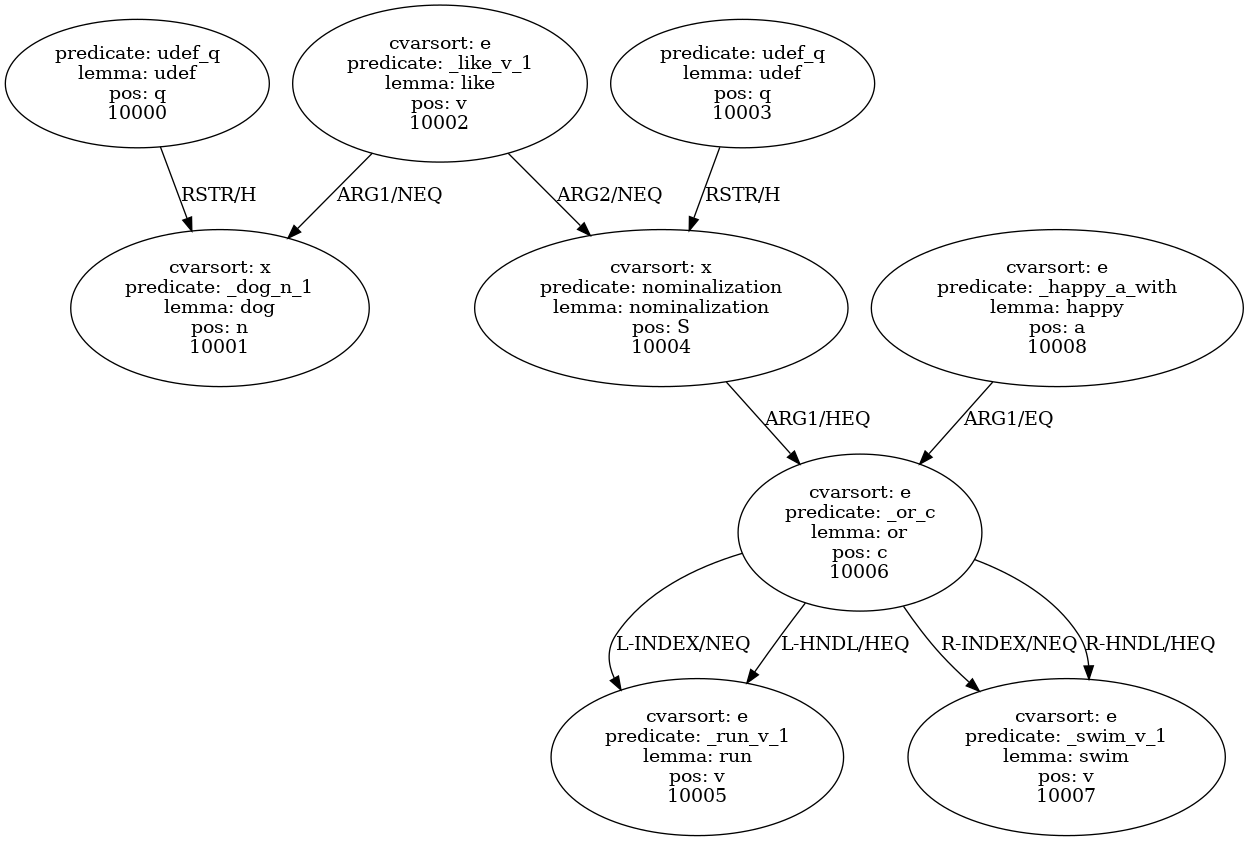 predicate: udef_q
lemma: udef
pos: q
10000
cvarsort: e
predicate: _like_v_1
lemma: like
pos: v
10002
predicate: udef_q
lemma: udef
pos: q
10003
RSTR/H
ARG1/NEQ
ARG2/NEQ
RSTR/H
cvarsort: x
predicate: _dog_n_1
lemma: dog
pos: n
10001
cvarsort: x
predicate: nominalization
lemma: nominalization
pos: S
10004
cvarsort: e
predicate: _happy_a_with
lemma: happy
pos: a
10008
ARG1/HEQ
ARG1/EQ
cvarsort: e
predicate: _or_c
lemma: or
pos: c
10006
L-INDEX/NEQ
L-HNDL/HEQ
R-INDEX/NEQ
R-HNDL/HEQ
cvarsort: e
predicate: _run_v_1
lemma: run
pos: v
10005
cvarsort: e
predicate: _swim_v_1
lemma: swim
pos: v
10007